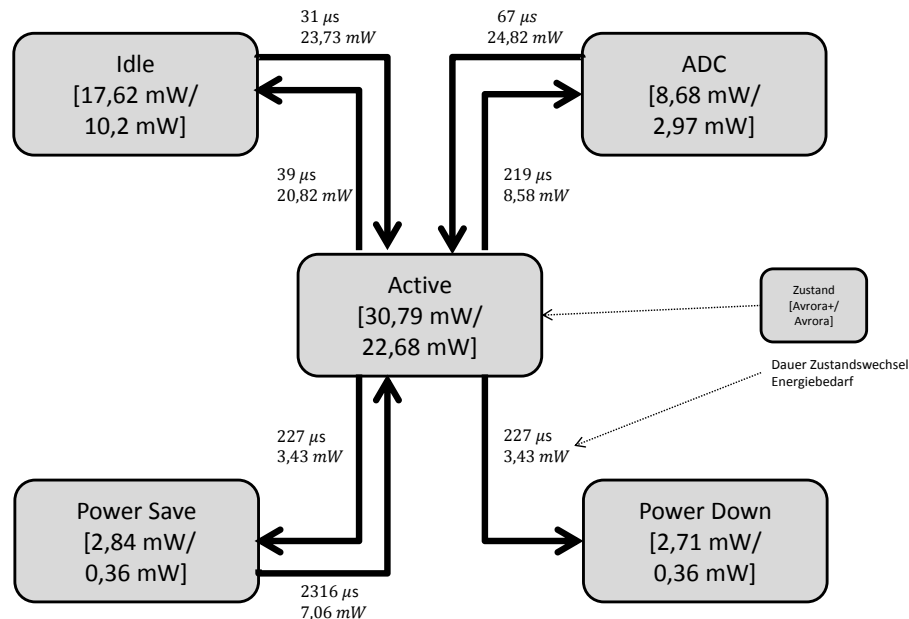 31 μs
23,73 mW
67 μs
24,82 mW
Idle
[17,62 mW/
10,2 mW]
ADC
[8,68 mW/
2,97 mW]
39 μs
20,82 mW
219 μs
8,58 mW
Active
[30,79 mW/
22,68 mW]
Zustand
[Avrora+/
Avrora]
Dauer Zustandswechsel
Energiebedarf
227 μs
3,43 mW
227 μs
3,43 mW
Power Save
[2,84 mW/
0,36 mW]
Power Down
[2,71 mW/
0,36 mW]
2316 μs
7,06 mW